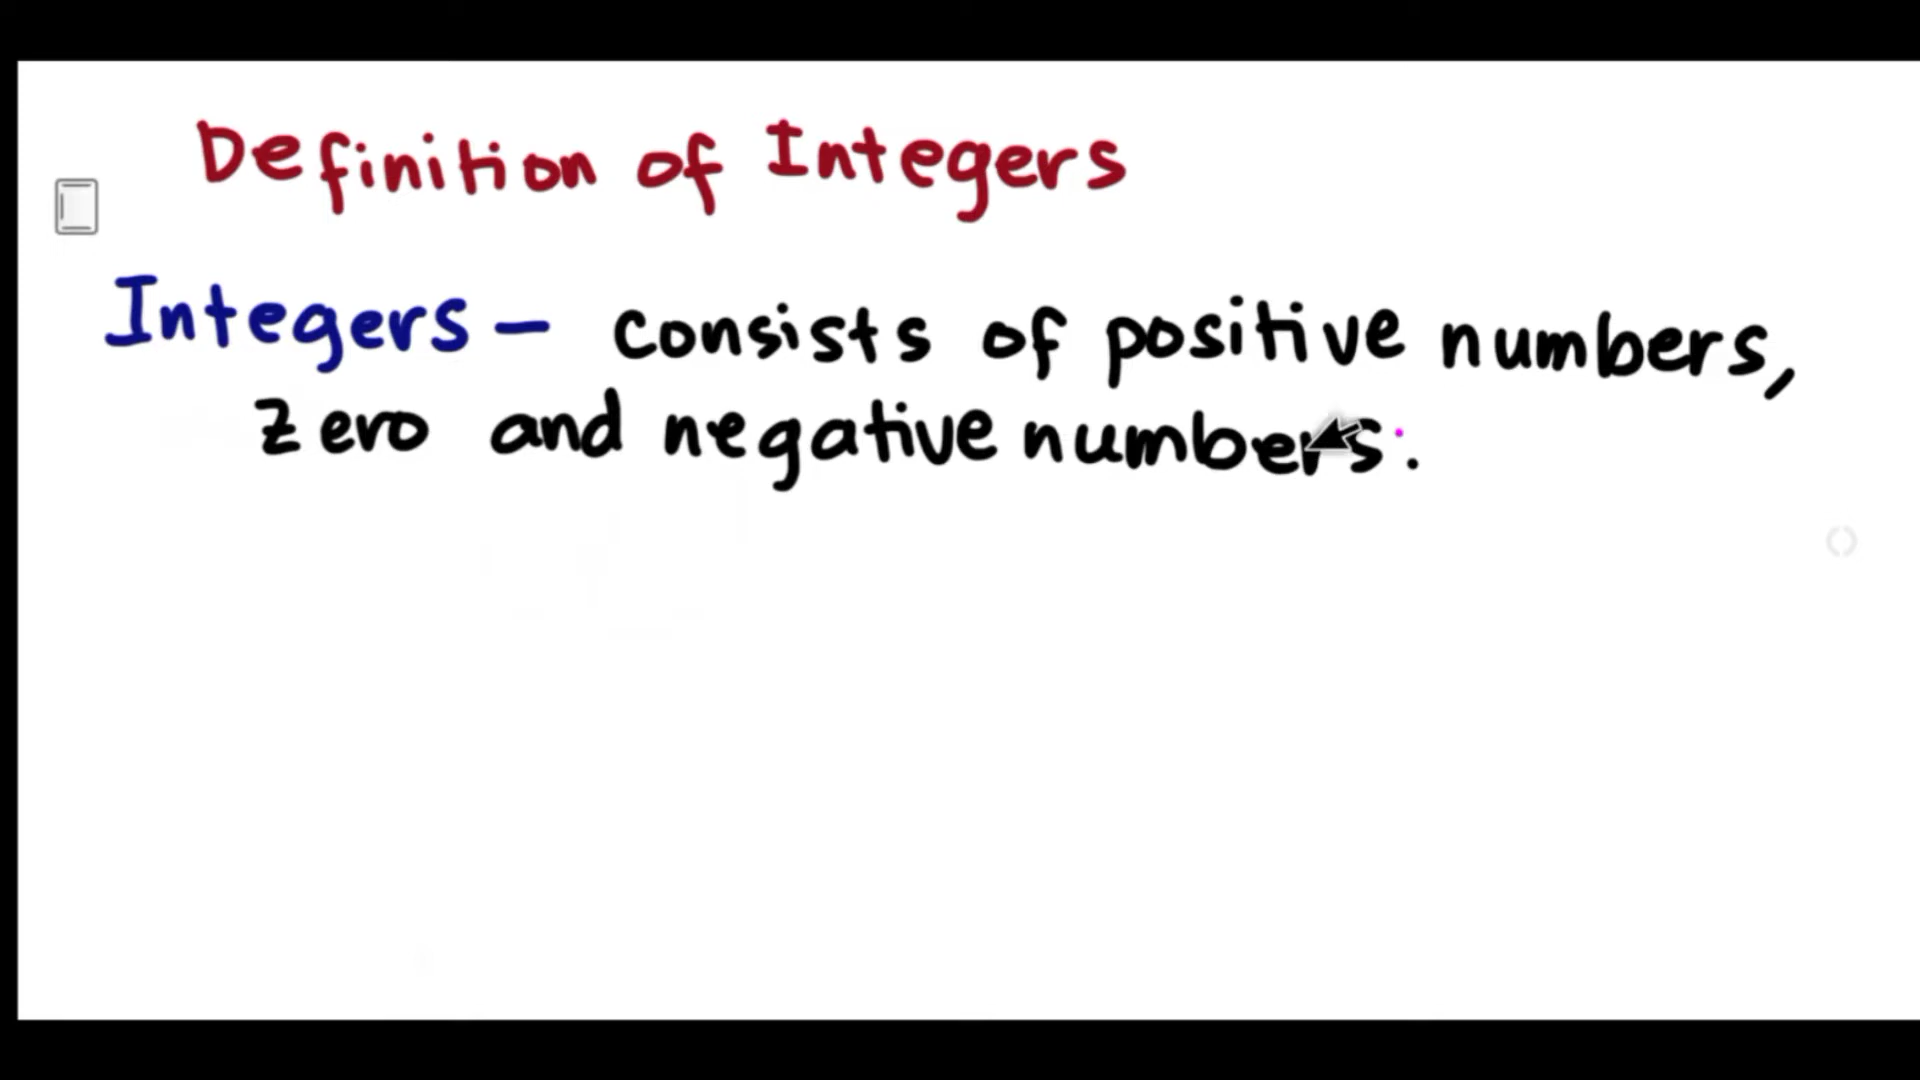 Definition of Integers
Integers - consists of positive numbers,
zero and negative numbers.